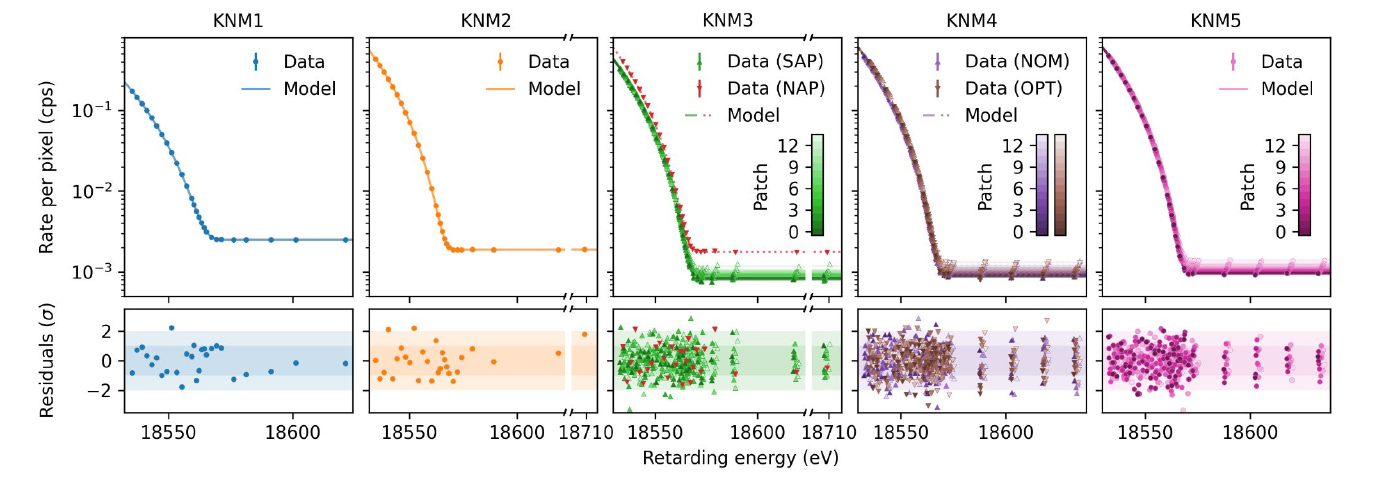 KNM1 KNM2 KNM3 KNM4 KNM5
Rate per pixel (cps)
10⁻¹
10⁻²
10⁻³
Data
Model
Data
Model
Data (SAP)
Data (NAP)
Model
Patch
12
9
6
3
0
Data (NOM)
Data (OPT)
Model
Patch
12
9
6
3
0
Data
Model
Patch
12
9
6
3
0
Residuals (σ)
2
0
−2
18550 18600 18550 18600 18710 18550 18600 18710 18550 18600 18550 18600
Retarding energy (eV)